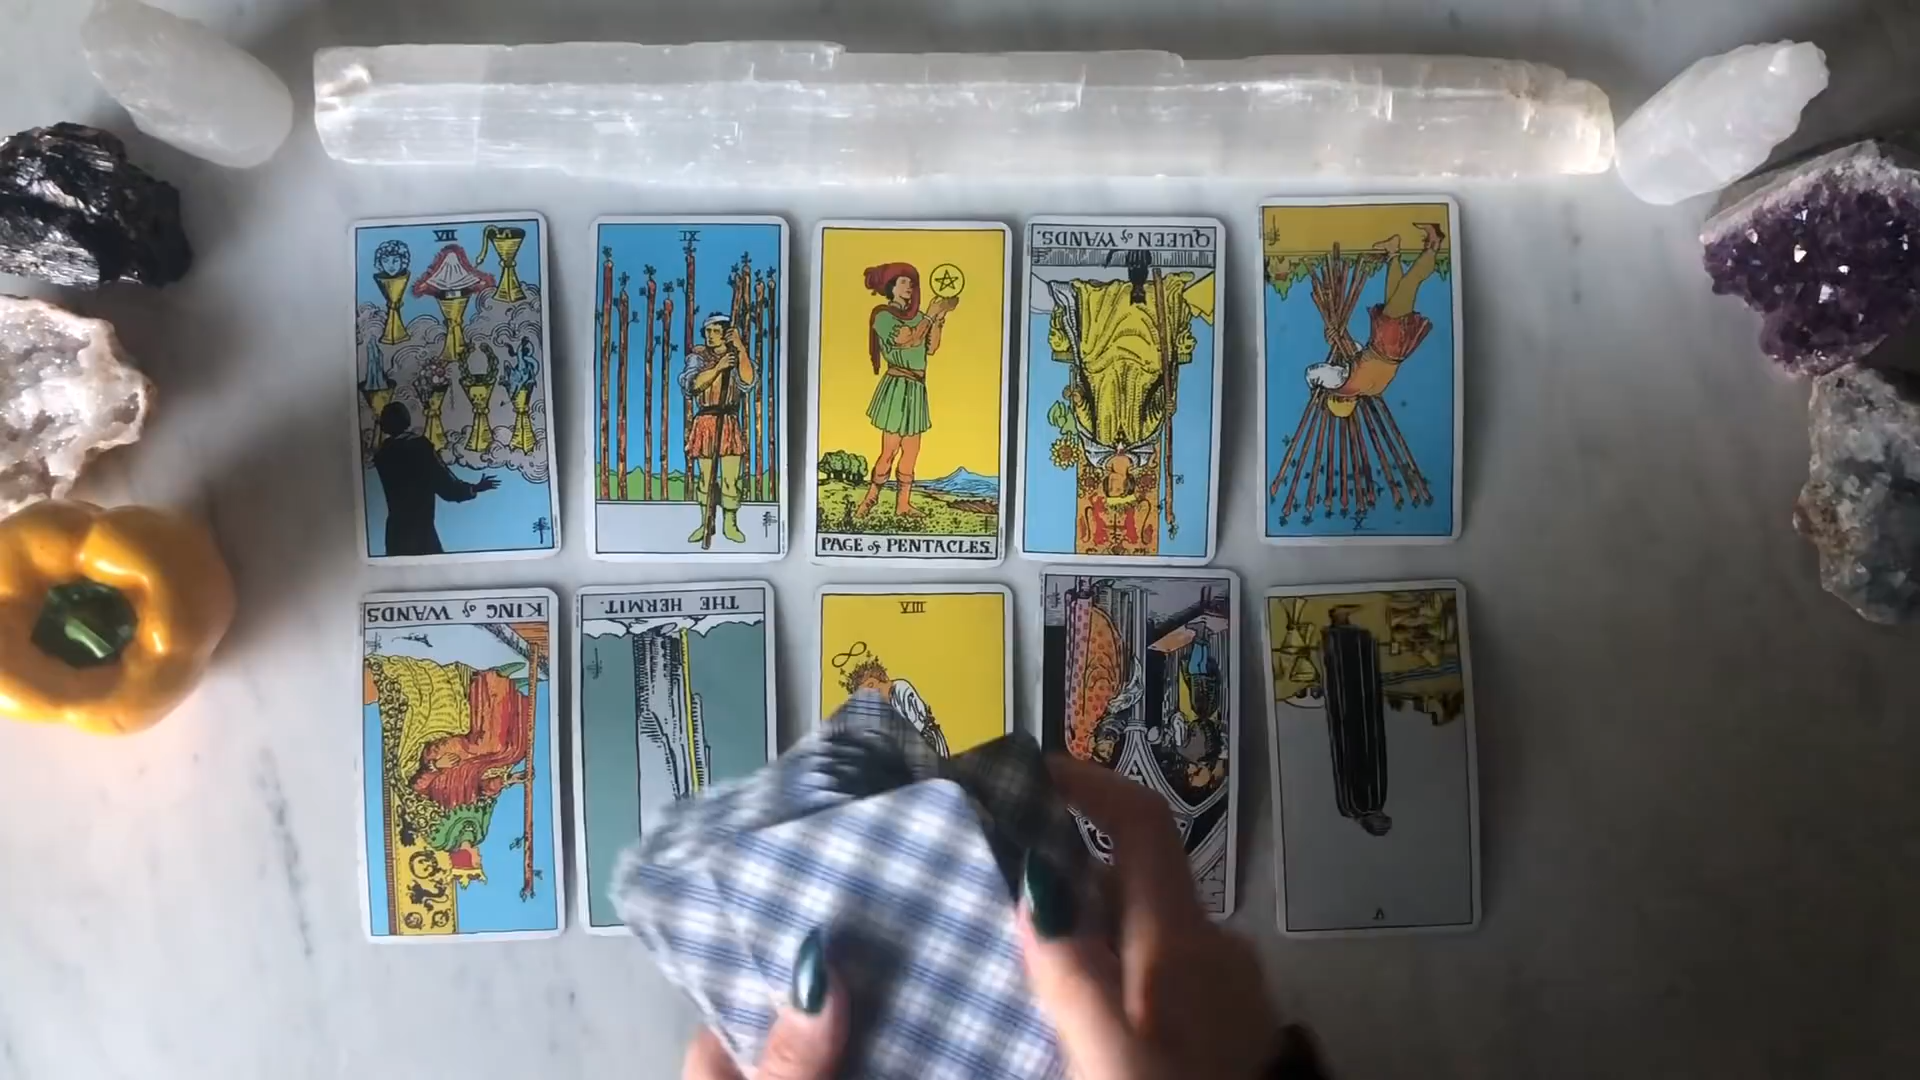 VII
IX
PAGE of PENTACLES.
QUEEN of WANDS.
X
KING of WANDS
THE HERMIT.
VIII
V